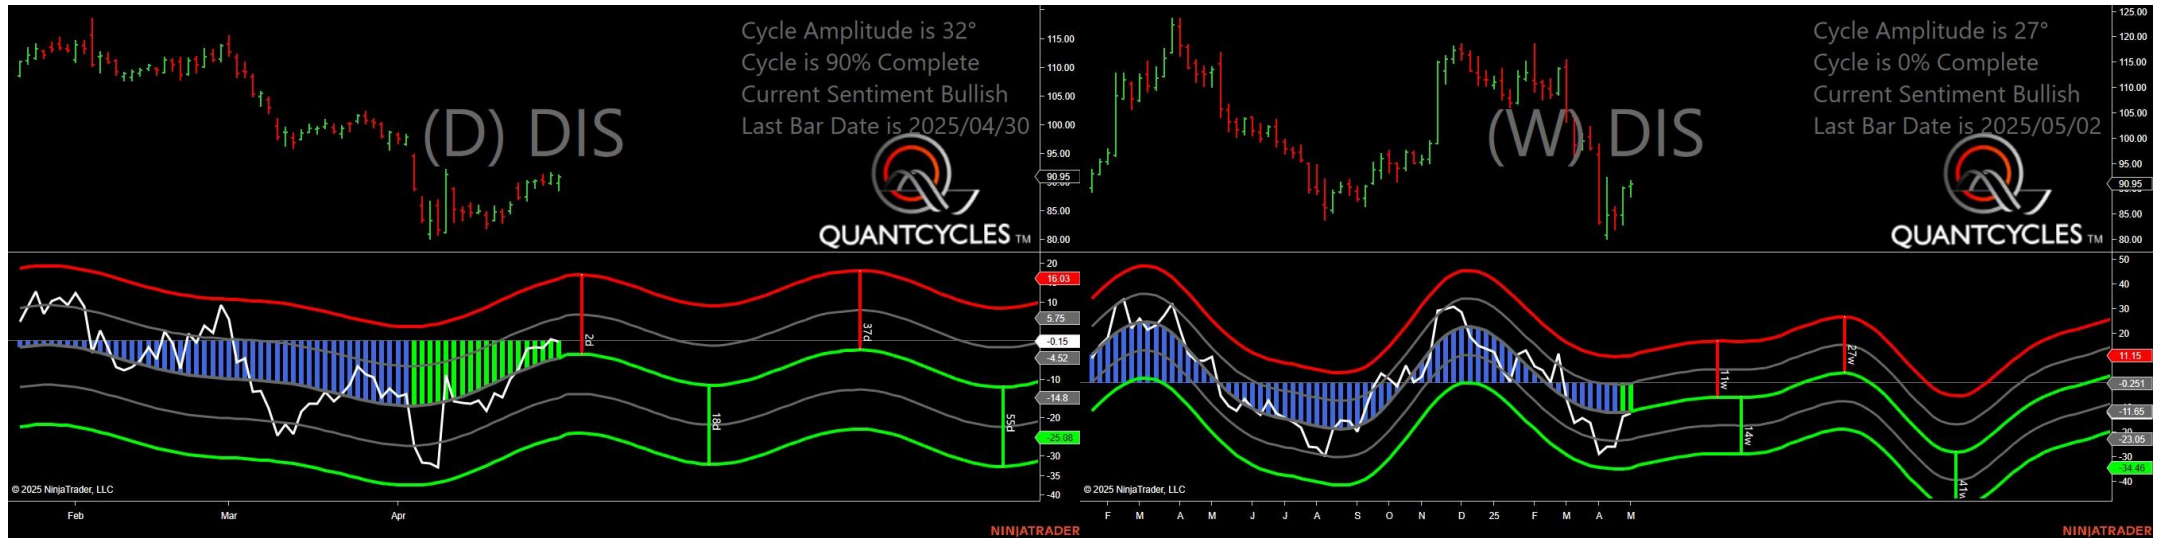 Cycle Amplitude is 32°
Cycle is 90% Complete
Current Sentiment Bullish
Last Bar Date is 2025/04/30
(D) DIS
QUANTCYCLES TM
115.00
110.00
105.00
100.00
95.00
90.95
85.00
80.00
20
16.03
10
5.75
-0.15
-4.52
-10
-14.8
-20
-25.08
-30
-35
-40
2d
18d
37d
55d
© 2025 NinjaTrader, LLC
Feb Mar Apr
NINJATRADER
Cycle Amplitude is 27°
Cycle is 0% Complete
Current Sentiment Bullish
Last Bar Date is 2025/05/02
(W) DIS
QUANTCYCLES TM
125.00
120.00
115.00
110.00
105.00
100.00
95.00
90.95
85.00
80.00
50
40
30
20
11.15
-0.251
-11.65
-23.05
-30
-34.46
-40
11w
14w
27w
41w
© 2025 NinjaTrader, LLC
F M A M J J A S O N D 25 F M A M
NINJATRADER